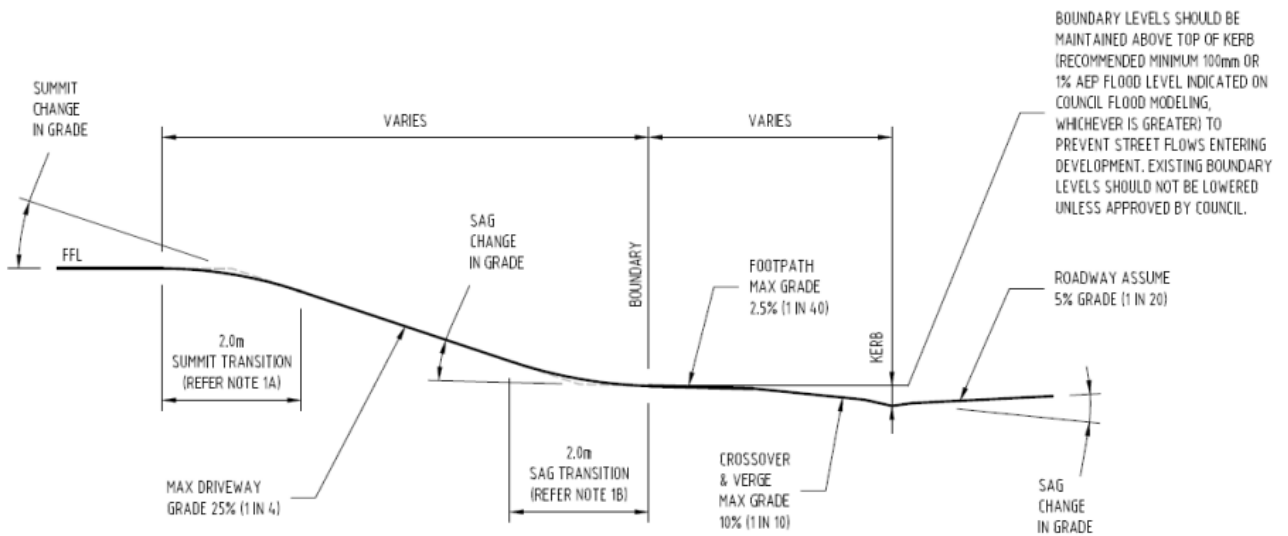 BOUNDARY LEVELS SHOULD BE
MAINTAINED ABOVE TOP OF KERB
(RECOMMENDED MINIMUM 100mm OR
1% AEP FLOOD LEVEL INDICATED ON
COUNCIL FLOOD MODELING,
WHICHEVER IS GREATER) TO
PREVENT STREET FLOWS ENTERING
DEVELOPMENT. EXISTING BOUNDARY
LEVELS SHOULD NOT BE LOWERED
UNLESS APPROVED BY COUNCIL.
SUMMIT
CHANGE
IN GRADE
VARIES
VARIES
SAG
CHANGE
IN GRADE
FFL
BOUNDARY
FOOTPATH
MAX GRADE
2.5% (1 IN 40)
KERB
ROADWAY ASSUME
5% GRADE (1 IN 20)
2.0m
SUMMIT TRANSITION
(REFER NOTE 1A)
2.0m
SAG TRANSITION
(REFER NOTE 1B)
MAX DRIVEWAY
GRADE 25% (1 IN 4)
CROSSOVER
& VERGE
MAX GRADE
10% (1 IN 10)
SAG
CHANGE
IN GRADE